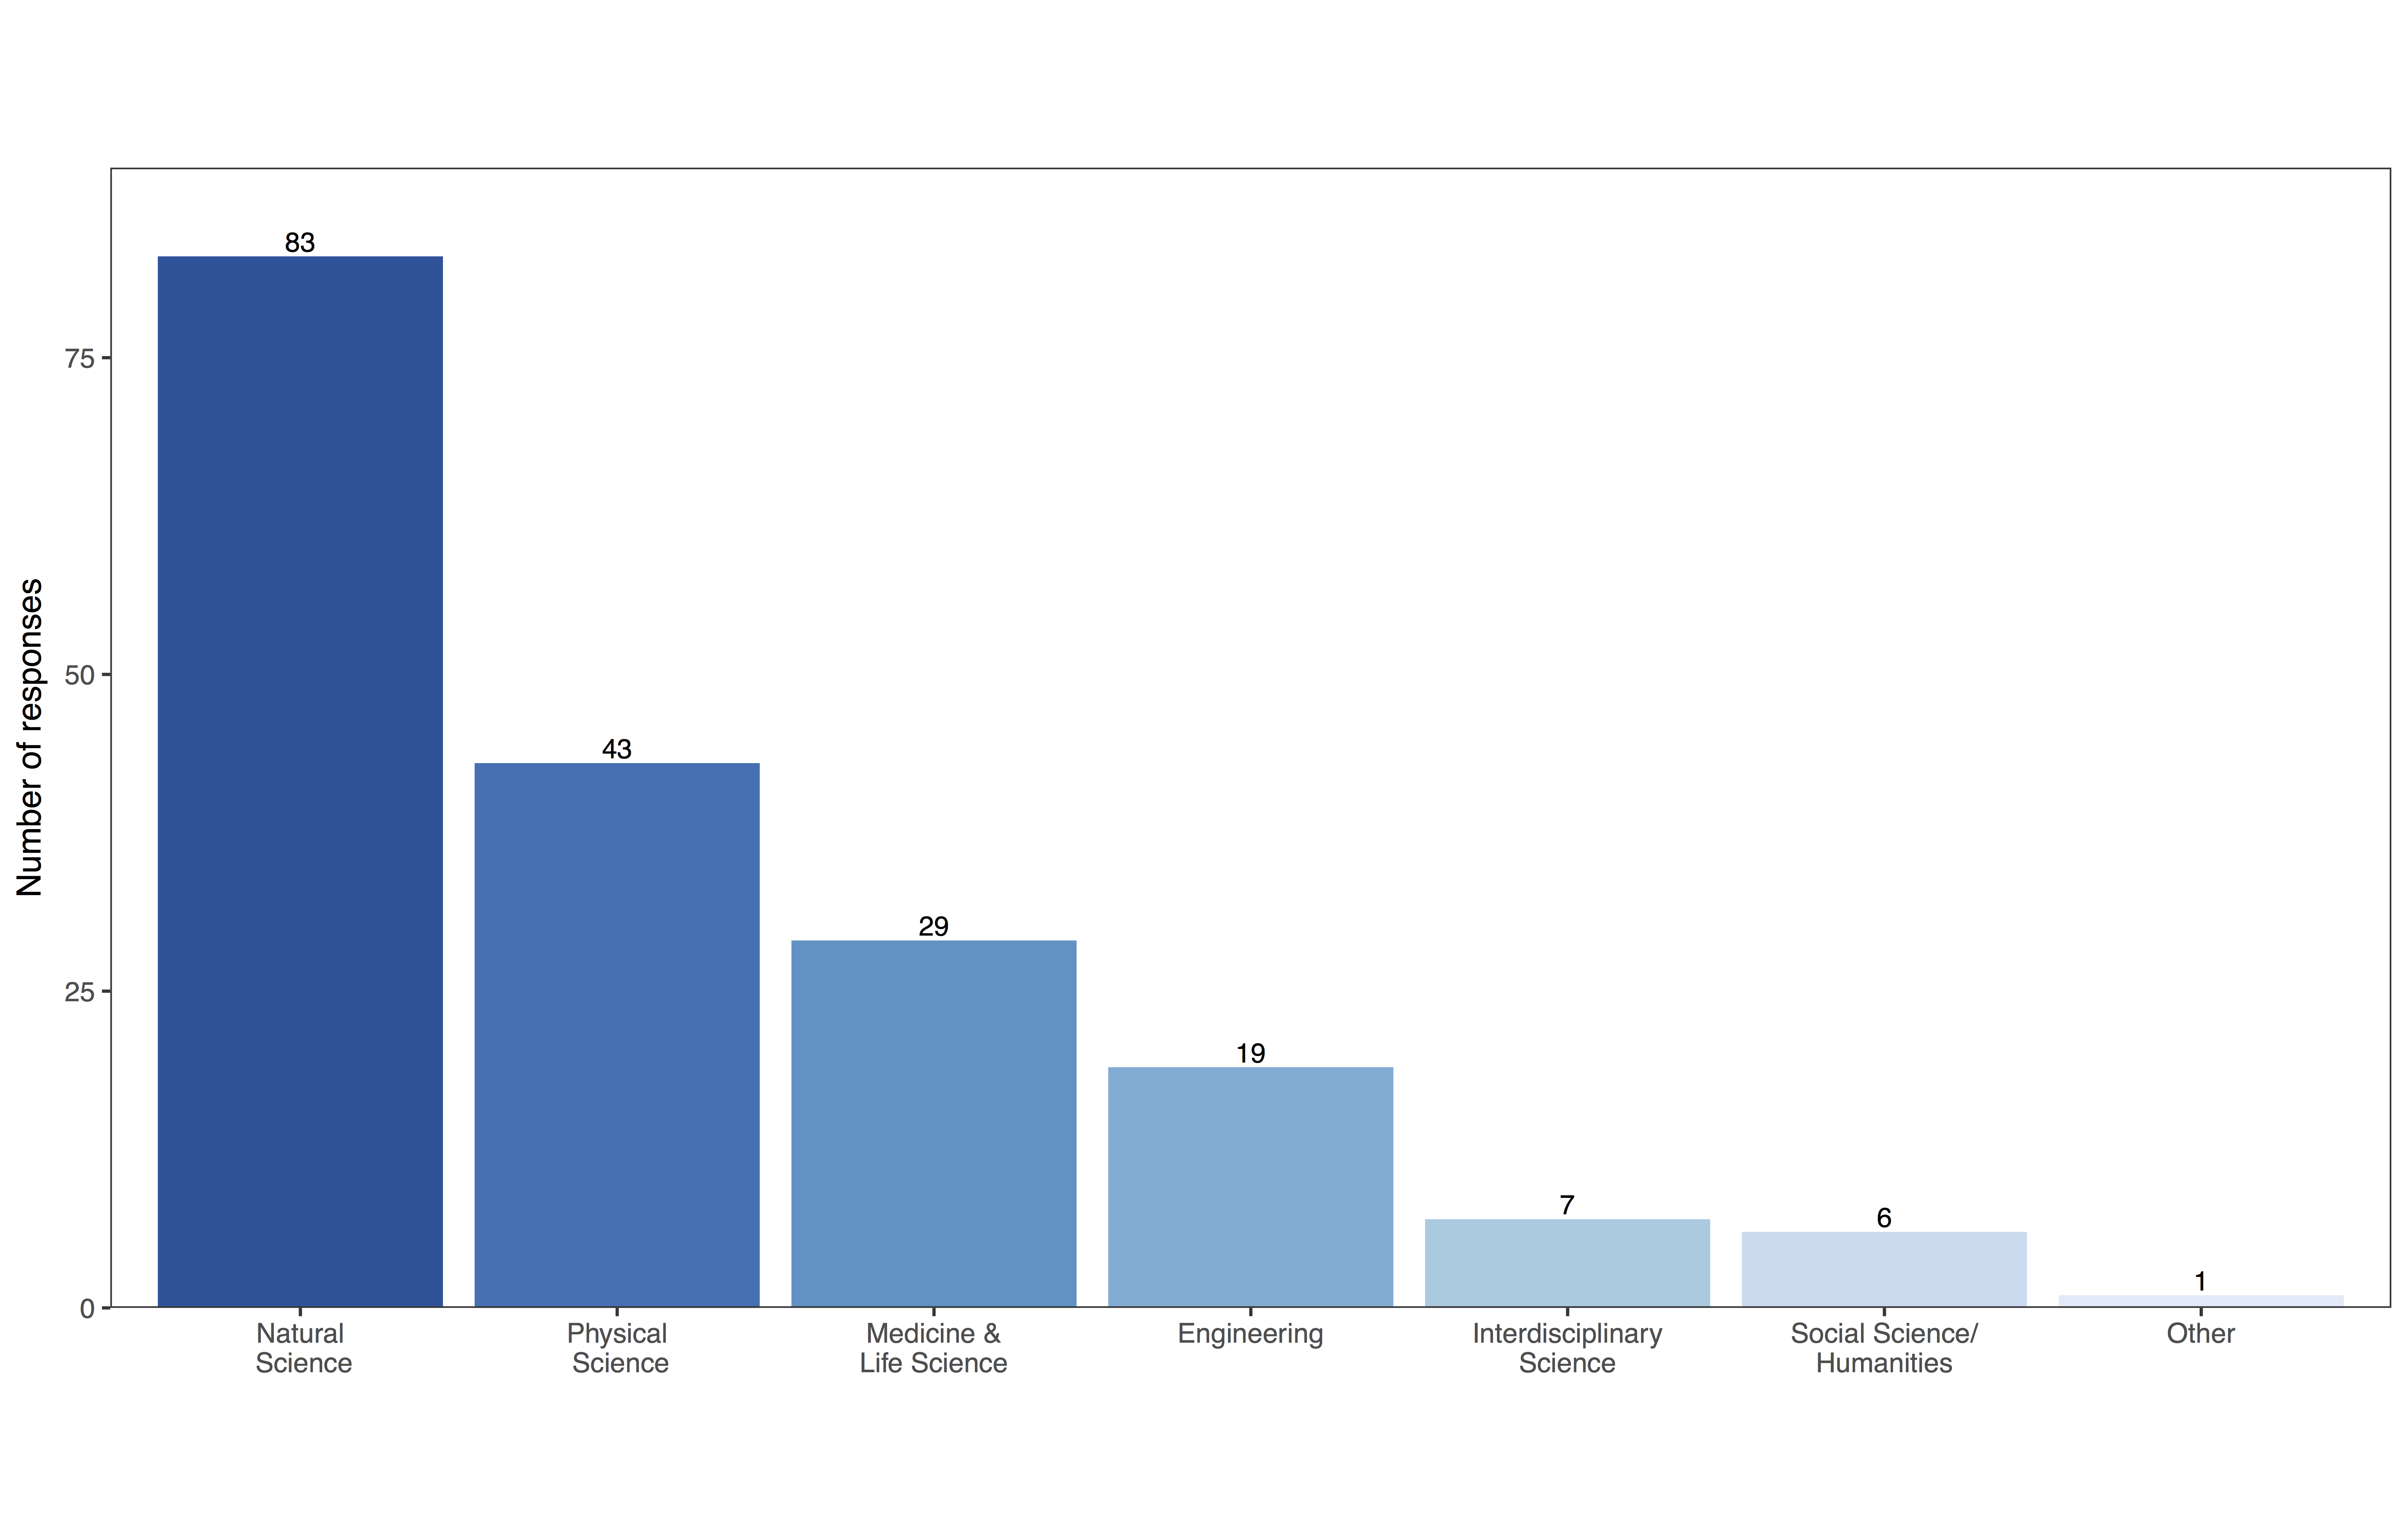 Number of responses
75
50
25
0
83
43
29
19
7
6
1
Natural
Science
Physical
Science
Medicine &
Life Science
Engineering
Interdisciplinary
Science
Social Science/
Humanities
Other